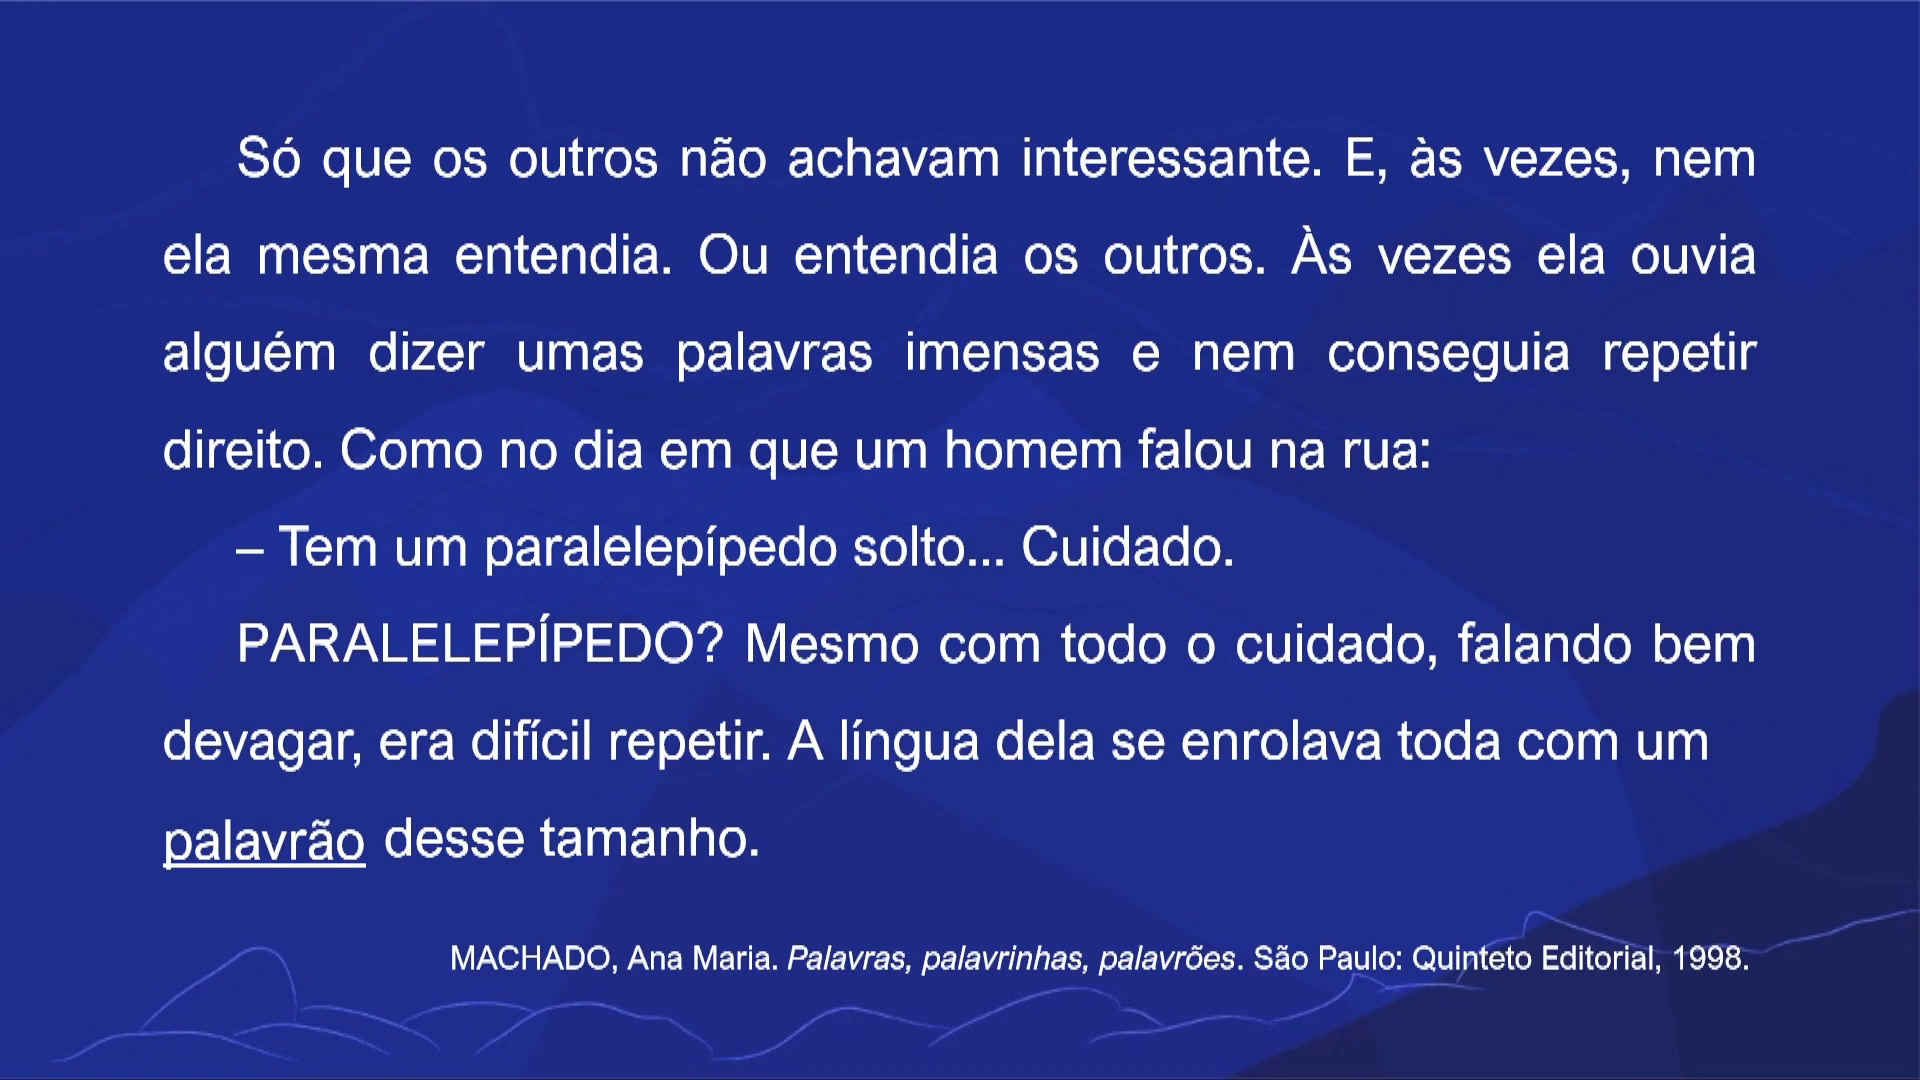 Só que os outros não achavam interessante. E, às vezes, nem
ela mesma entendia. Ou entendia os outros. Às vezes ela ouvia
alguém dizer umas palavras imensas e nem conseguia repetir
direito. Como no dia em que um homem falou na rua:
– Tem um paralelepípedo solto... Cuidado.
PARALELEPÍPEDO? Mesmo com todo o cuidado, falando bem
devagar, era difícil repetir. A língua dela se enrolava toda com um
palavrão desse tamanho.
MACHADO, Ana Maria. Palavras, palavrinhas, palavrões. São Paulo: Quinteto Editorial, 1998.